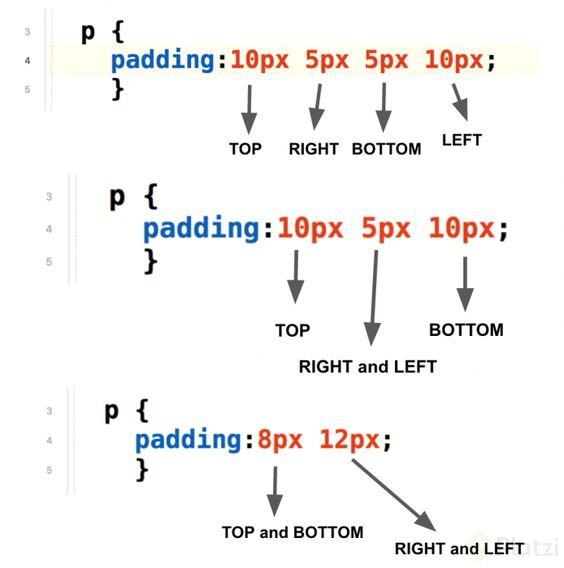 3 p {
4 padding:10px 5px 5px 10px;
5 }
TOP RIGHT BOTTOM LEFT
3 p {
4 padding:10px 5px 10px;
5 }
TOP BOTTOM
RIGHT and LEFT
3 p {
4 padding:8px 12px;
5 }
TOP and BOTTOM
RIGHT and LEFT
Platzi